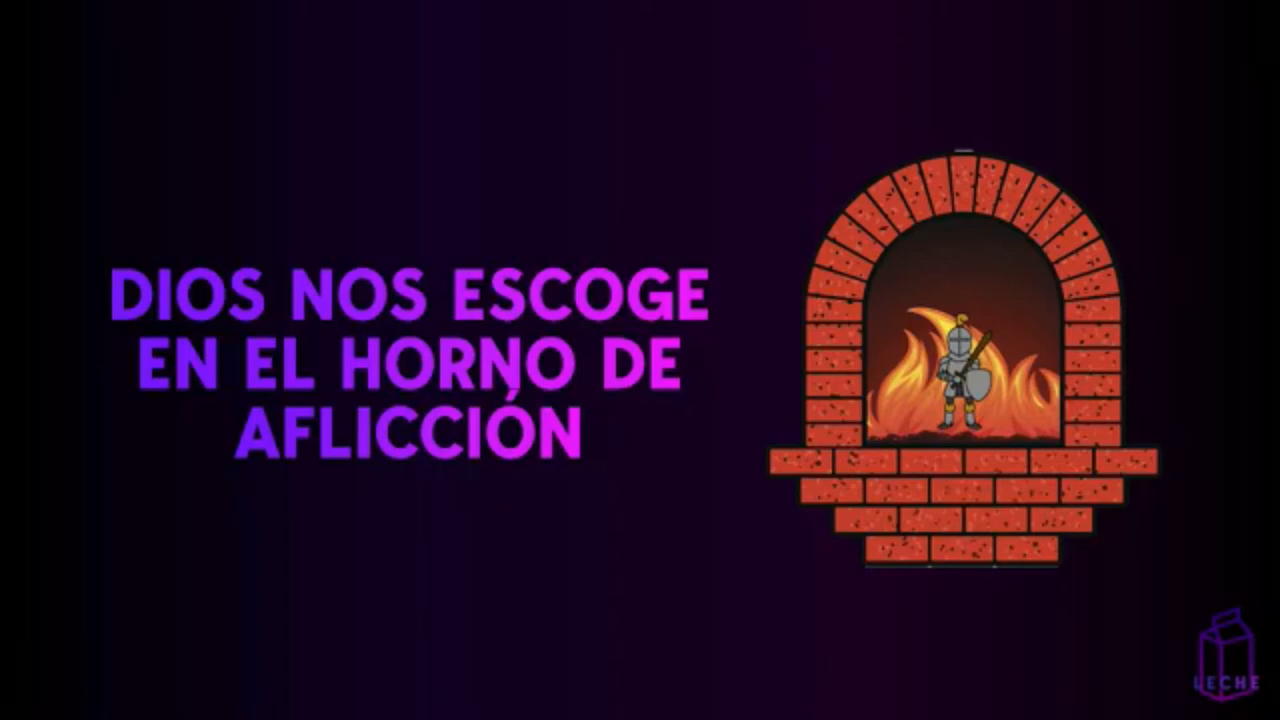 DIOS NOS ESCOGE
EN EL HORNO DE
AFLICCIÓN
LECHE